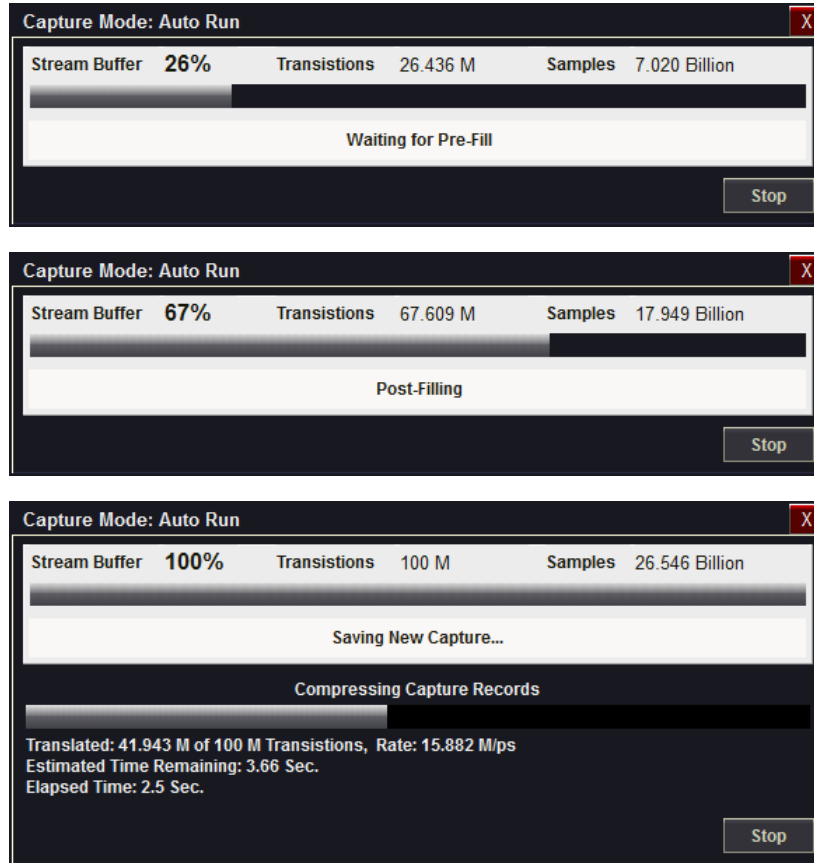 Capture Mode: Auto Run X
Stream Buffer 26% Transistions 26.436 M Samples 7.020 Billion
Waiting for Pre-Fill
Stop
Capture Mode: Auto Run X
Stream Buffer 67% Transistions 67.609 M Samples 17.949 Billion
Post-Filling
Stop
Capture Mode: Auto Run X
Stream Buffer 100% Transistions 100 M Samples 26.546 Billion
Saving New Capture...
Compressing Capture Records
Translated: 41.943 M of 100 M Transistions, Rate: 15.882 M/ps
Estimated Time Remaining: 3.66 Sec.
Elapsed Time: 2.5 Sec.
Stop